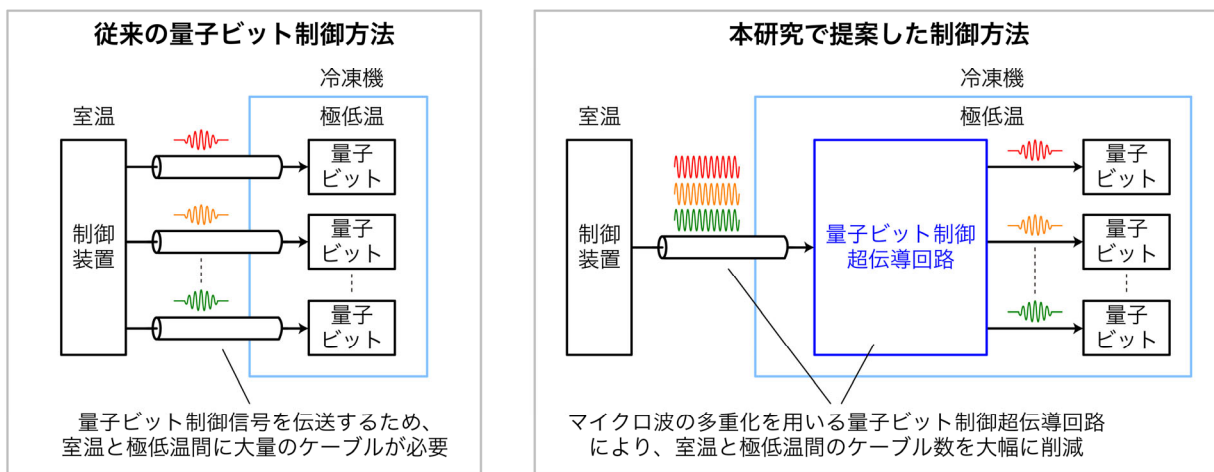 従来の量子ビット制御方法
冷凍機
室温
極低温
制御
装置
量子
ビット
量子
ビット
量子
ビット
量子ビット制御信号を伝送するため、
室温と極低温間に大量のケーブルが必要
本研究で提案した制御方法
冷凍機
室温
極低温
制御
装置
量子ビット制御
超伝導回路
量子
ビット
量子
ビット
量子
ビット
マイクロ波の多重化を用いる量子ビット制御超伝導回路
により、室温と極低温間のケーブル数を大幅に削減